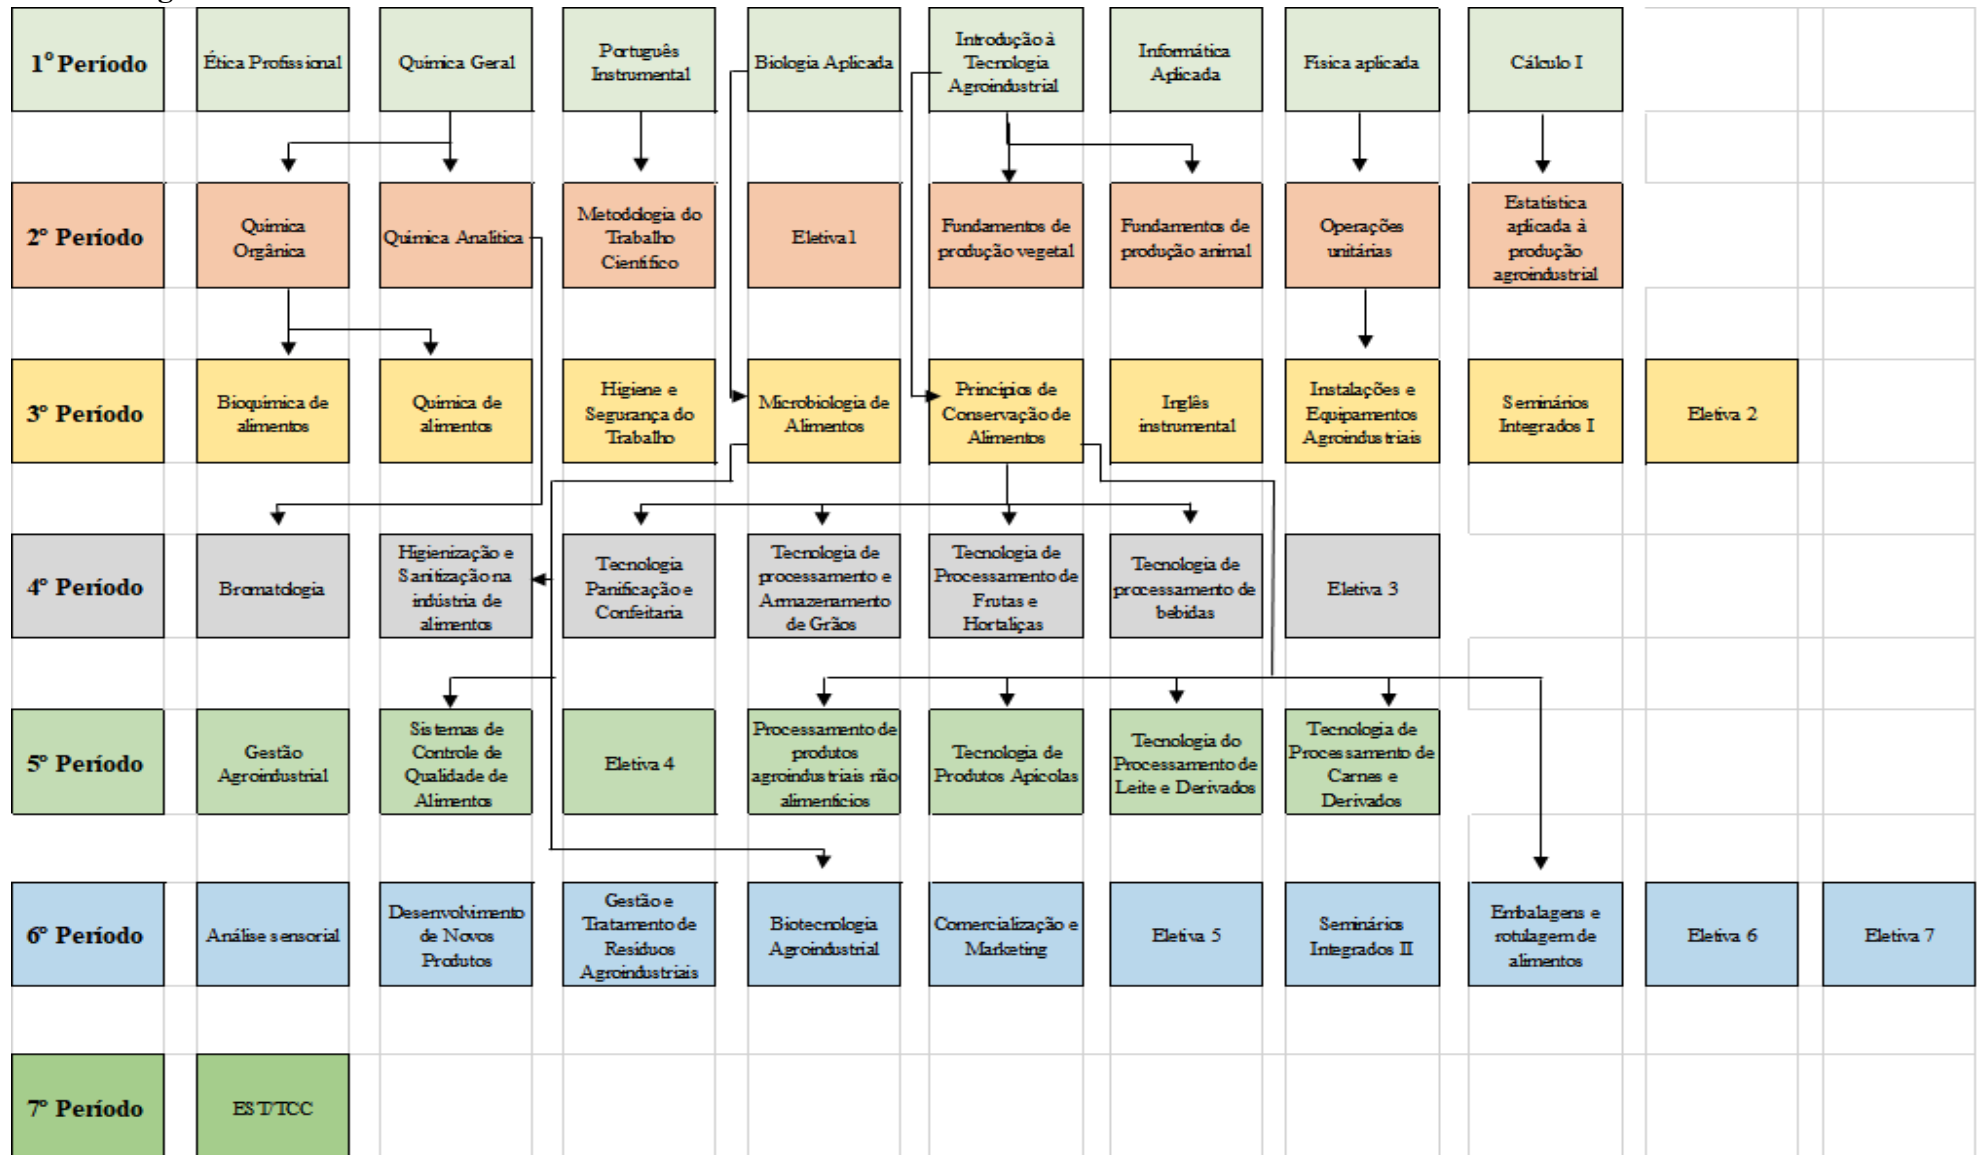 1º Período
Ética Profissional
Química Geral
Português
Instrumental
Biologia Aplicada
Introdução à
Tecnologia
Agroindustrial
Informática
Aplicada
Física aplicada
Cálculo I
2º Período
Química
Orgânica
Química Analítica
Metodologia do
Trabalho
Científico
Eletiva1
Fundamentos de
produção vegetal
Fundamentos de
produção animal
Operações
unitárias
Estatística
aplicada à
produção
agroindustrial
3º Período
Bioquímica de
alimentos
Química de
alimentos
Higiene e
Segurança do
Trabalho
Microbiologia de
Alimentos
Princípios de
Conservação de
Alimentos
Inglês
instrumental
Instalações e
Equipamentos
Agroindustriais
Seminários
Integrados I
Eletiva 2
4º Período
Bromatologia
Higienização e
Sanitização na
indústria de
alimentos
Tecnologia
Panificação e
Confeitaria
Tecnologia de
processamento e
Armazenamento
de Grãos
Tecnologia de
Processamento de
Frutas e
Hortaliças
Tecnologia de
processamento de
bebidas
Eletiva 3
5º Período
Gestão
Agroindustrial
Sistemas de
Controle de
Qualidade de
Alimentos
Eletiva 4
Processamento de
produtos
agroindustriais não
alimentícios
Tecnologia de
Produtos Apícolas
Tecnologia do
Processamento de
Leite e Derivados
Tecnologia de
Processamento de
Carnes e
Derivados
6º Período
Análise sensorial
Desenvolvimento
de Novos
Produtos
Gestão e
Tratamento de
Resíduos
Agroindustriais
Biotecnologia
Agroindustrial
Comercialização e
Marketing
Eletiva 5
Seminários
Integrados II
Embalagens e
rotulagem de
alimentos
Eletiva 6
Eletiva 7
7º Período
EST/TCC